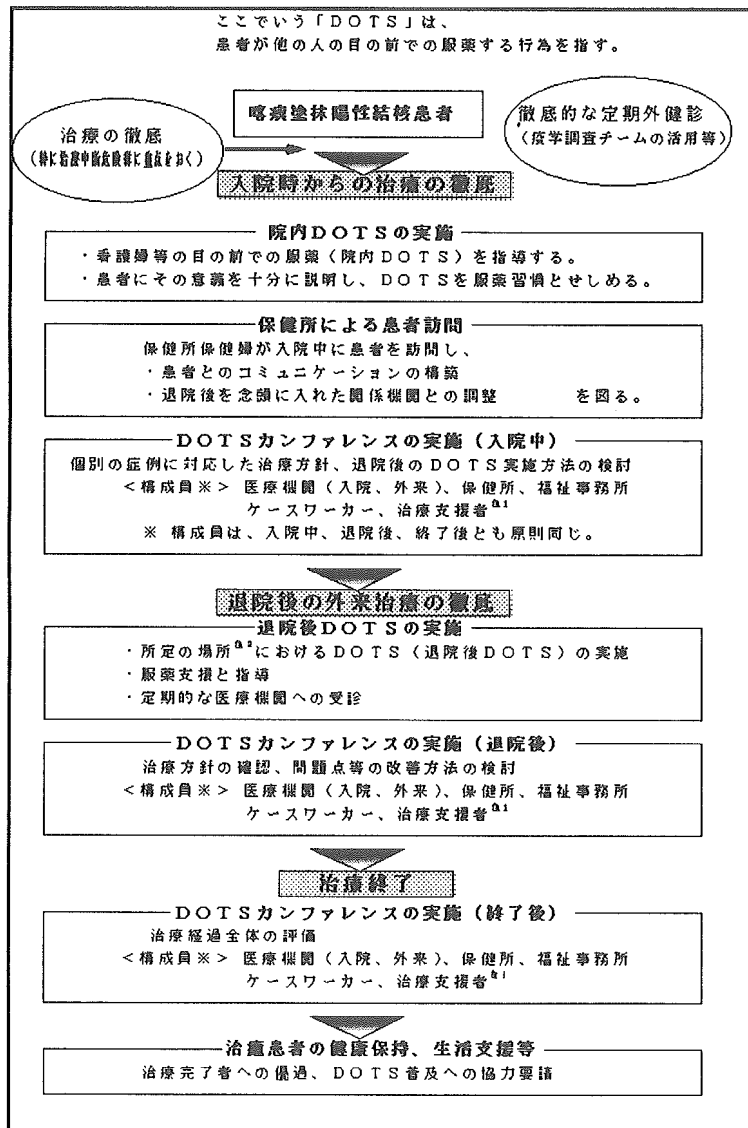 ここでいう「DOTS」は、
患者が他の人の目の前での服薬する行為を指す。
喀痰塗抹陽性結核患者
治療の徹底
(特に治療中断危険群に重点をおく)
徹底的な定期外健診
(疫学調査チームの活用等)
入院時からの治療の徹底
院内DOTSの実施
・看護婦等の目の前での服薬(院内DOTS)を指導する。
・患者にその意義を十分に説明し、DOTSを服薬習慣とせしめる。
保健所による患者訪問
保健所保健婦が入院中に患者を訪問し、
・患者とのコミュニケーションの構築
・退院後を念頭に入れた関係機関との調整 を図る。
DOTSカンファレンスの実施(入院中)
個別の症例に対応した治療方針、退院後のDOTS実施方法の検討
<構成員※> 医療機関(入院、外来)、保健所、福祉事務所
ケースワーカー、治療支援者注1
※ 構成員は、入院中、退院後、終了後とも原則同じ。
退院後の外来治療の徹底
退院後DOTSの実施
・所定の場所注2におけるDOTS(退院後DOTS)の実施
・服薬支援と指導
・定期的な医療機関への受診
DOTSカンファレンスの実施(退院後)
治療方針の確認、問題点等の改善方法の検討
<構成員※> 医療機関(入院、外来)、保健所、福祉事務所
ケースワーカー、治療支援者注1
治療終了
DOTSカンファレンスの実施(終了後)
治療経過全体の評価
<構成員※> 医療機関(入院、外来)、保健所、福祉事務所
ケースワーカー、治療支援者注1
治癒患者の健康保持、生活支援等
治療完了者への優遇、DOTS普及への協力要請